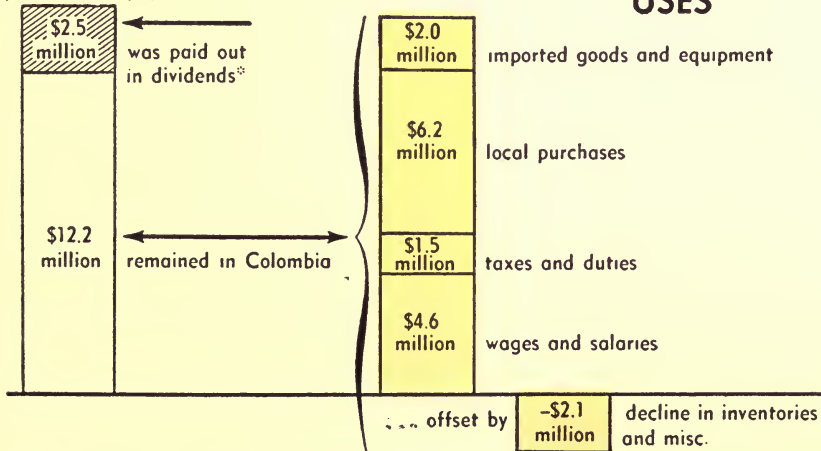 USES
$2.5
million
was paid out
in dividends*
$12.2
million
remained in Colombia
$2.0
million
imported goods and equipment
$6.2
million
local purchases
$1.5
million
taxes and duties
$4.6
million
wages and salaries
... offset by
-$2.1
million
decline in inventories
and misc.